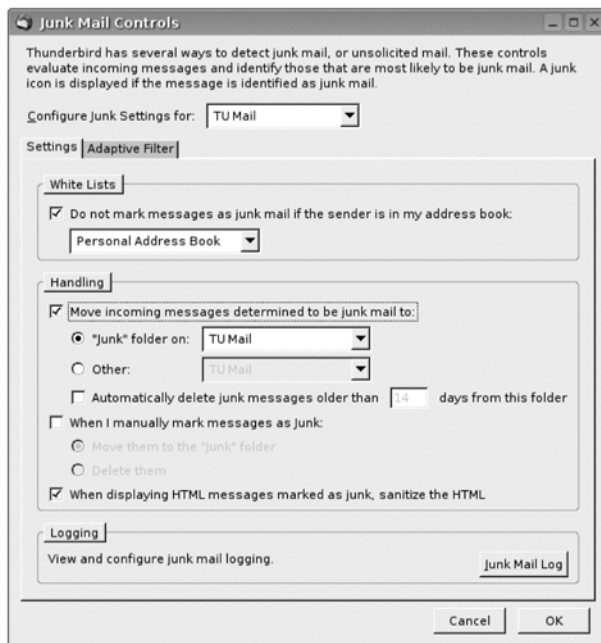 Junk Mail Controls
Thunderbird has several ways to detect junk mail, or unsolicited mail. These controls
evaluate incoming messages and identify those that are most likely to be junk mail. A junk
icon is displayed if the message is identified as junk mail.
Configure Junk Settings for: TU Mail
Settings Adaptive Filter
White Lists
Do not mark messages as junk mail if the sender is in my address book:
Personal Address Book
Handling
Move incoming messages determined to be junk mail to:
"Junk" folder on: TU Mail
Other: TU Mail
Automatically delete junk messages older than 14 days from this folder
When I manually mark messages as Junk:
Move them to the "Junk" folder
Delete them
When displaying HTML messages marked as junk, sanitize the HTML
Logging
View and configure junk mail logging.
Junk Mail Log
Cancel OK